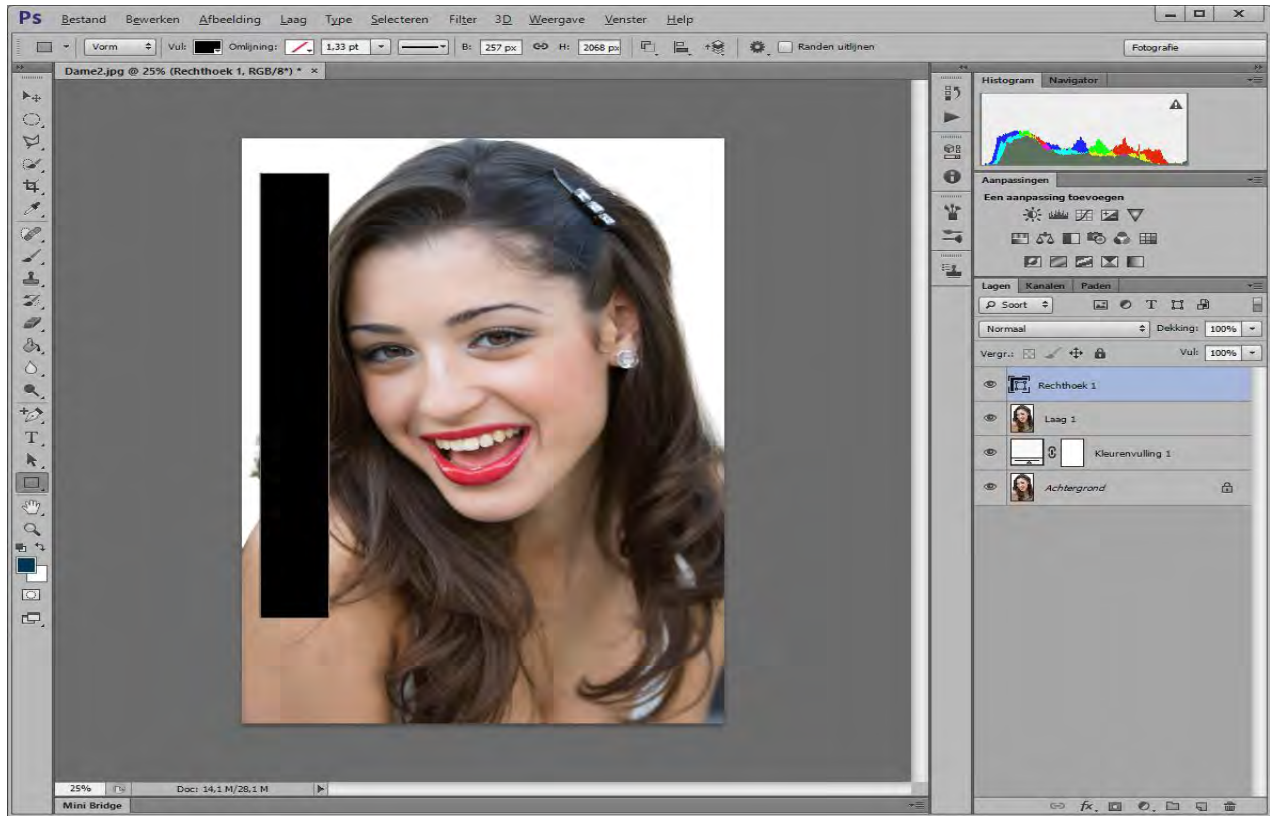 Ps Bestand Bewerken Afbeelding Laag Type Selecteren Filter 3D Weergave Venster Help
Vorm Vul: Omlijning: 1,33 pt B: 257 px H: 2068 px Randen uitlijnen Fotografie
Dame2.jpg @ 25% (Rechthoek 1, RGB/8*) * ×
Histogram Navigator
Aanpassingen
Een aanpassing toevoegen
Lagen Kanalen Paden
Soort
Normaal Dekking: 100%
Vergr.: Vul: 100%
Rechthoek 1
Laag 1
Kleurenvulling 1
Achtergrond
T
25% Doc: 14,1 M/28,1 M
Mini Bridge
fx